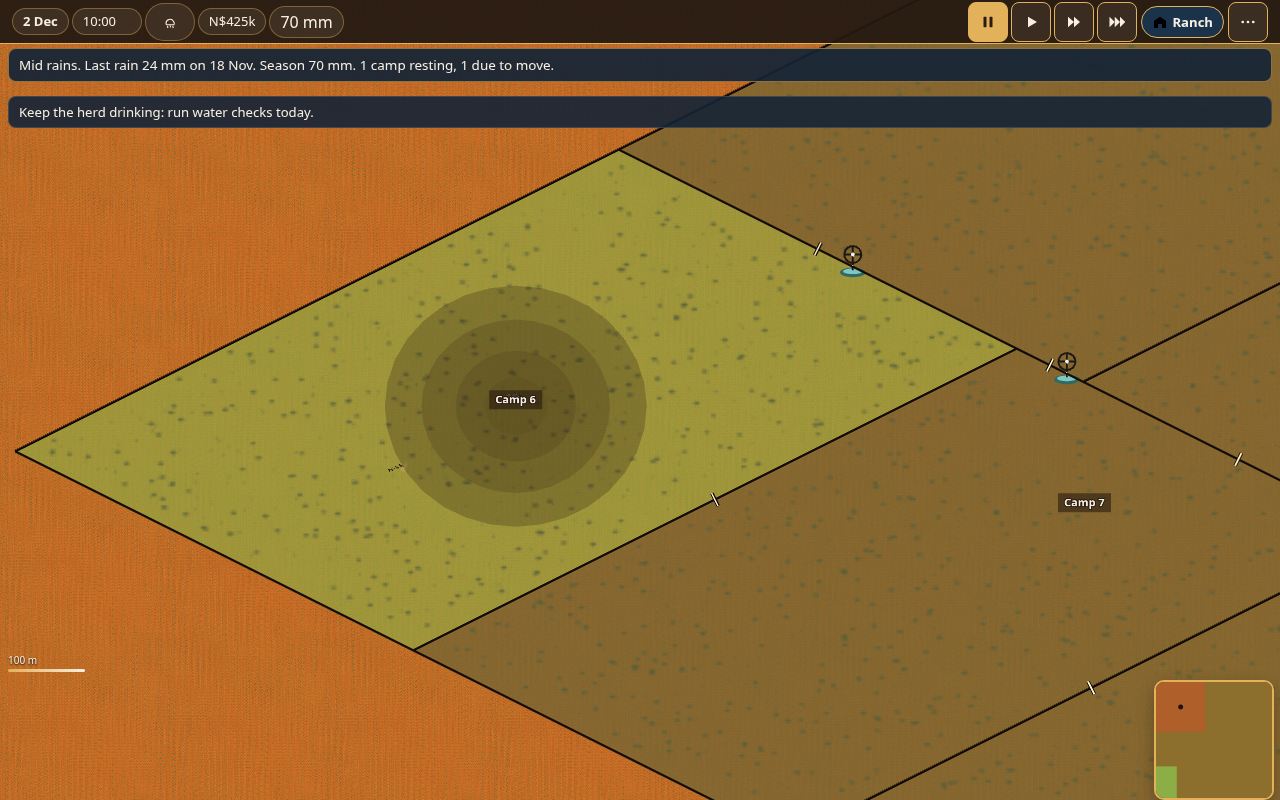 2 Dec
10:00
N$425k
70 mm
Ranch
Mid rains. Last rain 24 mm on 18 Nov. Season 70 mm. 1 camp resting, 1 due to move.
Keep the herd drinking: run water checks today.
Camp 6
Camp 7
100 m